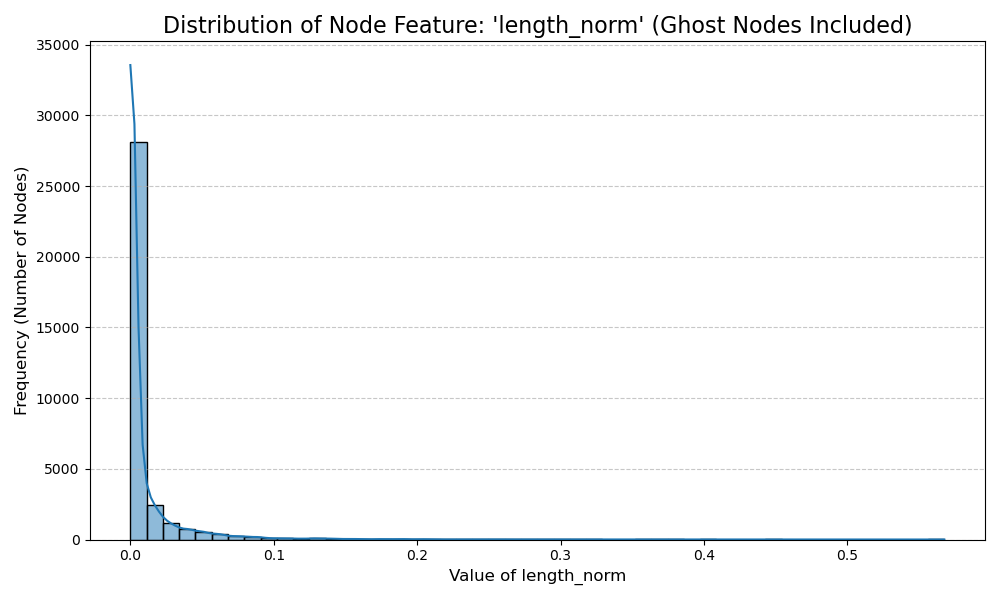 Distribution of Node Feature: 'length_norm' (Ghost Nodes Included)
35000
30000
25000
20000
15000
10000
5000
0
Frequency (Number of Nodes)
0.0 0.1 0.2 0.3 0.4 0.5
Value of length_norm